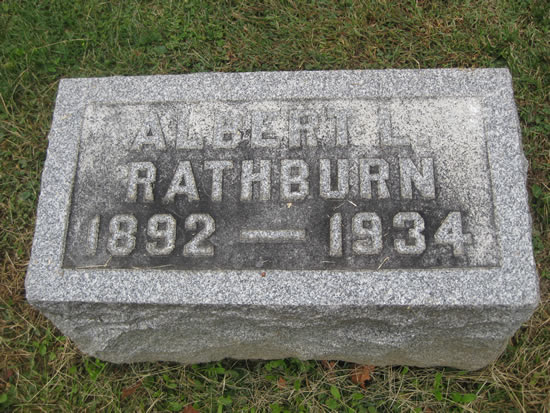 ALBERT L.
RATHBURN
1892 — 1934